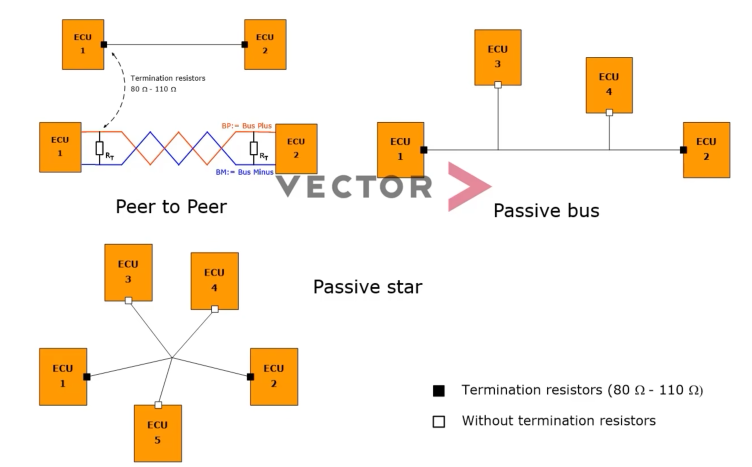 ECU
1
ECU
2
Termination resistors
80 Ω - 110 Ω
ECU
1
BP:= Bus Plus
RT
RT
BM:= Bus Minus
ECU
2
Peer to Peer
ECU
3
ECU
4
ECU
1
ECU
2
VECTOR
Passive bus
ECU
3
ECU
4
Passive star
ECU
1
ECU
2
ECU
5
Termination resistors (80 Ω - 110 Ω)
Without termination resistors